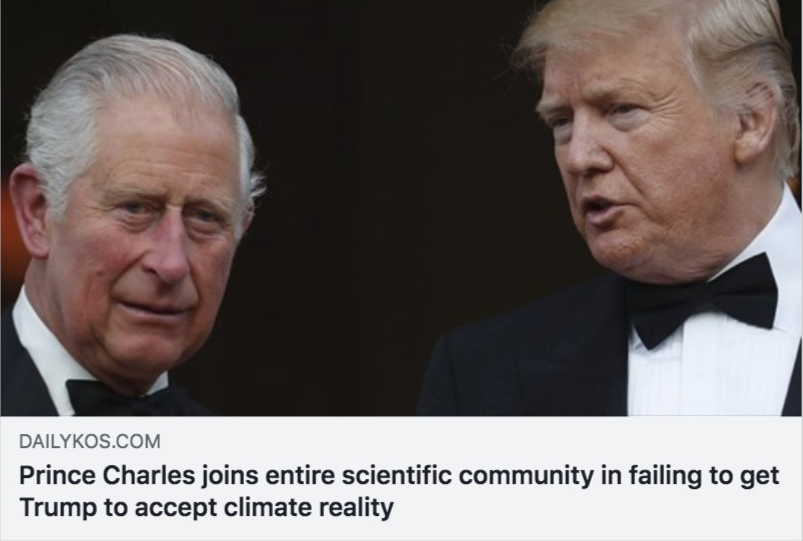 DAILYKOS.COM
Prince Charles joins entire scientific community in failing to get
Trump to accept climate reality